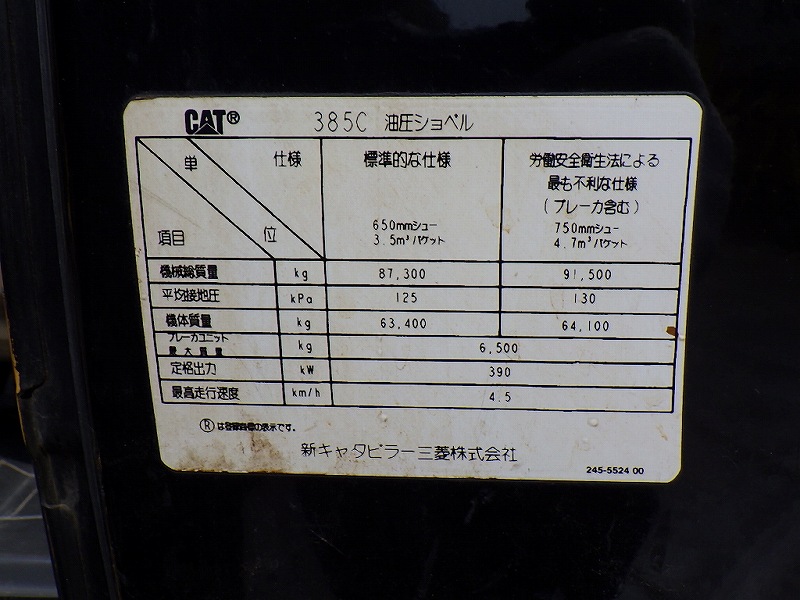 CAT® 385C 油圧ショベル
単 仕様 標準的な仕様 労働安全衛生法による
最も不利な仕様
(ブレーカ含む)
項目 位 650mmシュー 750mmシュー
3.5m³バケット 4.7m³バケット
機械総質量 kg 87,300 91,500
平均接地圧 kPa 125 130
機体質量 kg 63,400 64,100
ブレーカユニット
最大質量 kg 6,500
定格出力 kW 390
最高走行速度 km/h 4.5
Ⓡは登録商標の表示です。
新キャタピラー三菱株式会社
245-5524 00